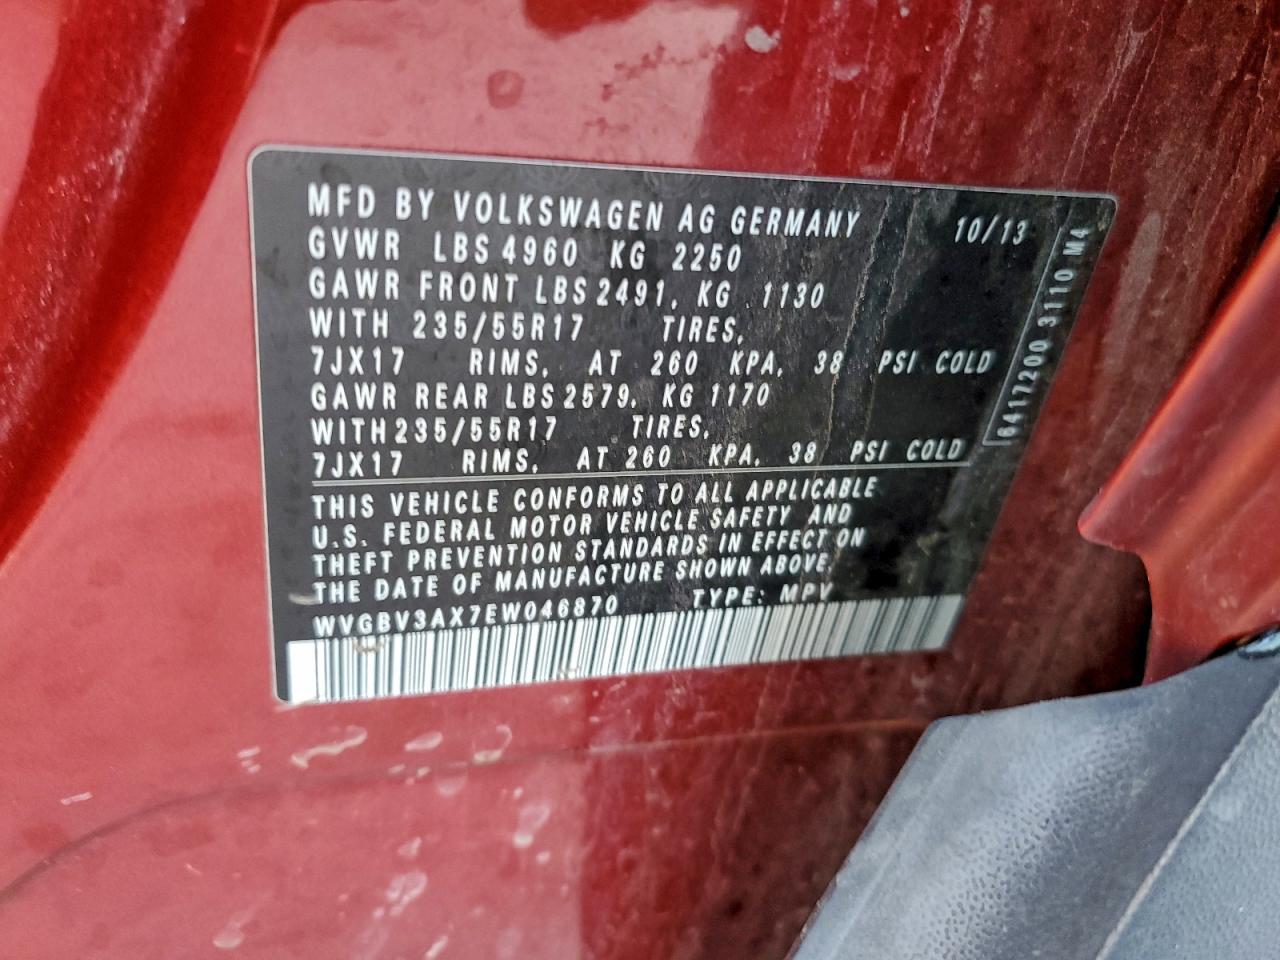 MFD BY VOLKSWAGEN AG GERMANY 10/13
GVWR LBS 4960 KG 2250
GAWR FRONT LBS 2491, KG 1130
WITH 235/55R17 TIRES,
7JX17 RIMS, AT 260 KPA, 38 PSI COLD
GAWR REAR LBS 2579, KG 1170
WITH 235/55R17 TIRES,
7JX17 RIMS, AT 260 KPA, 38 PSI COLD
THIS VEHICLE CONFORMS TO ALL APPLICABLE
U.S. FEDERAL MOTOR VEHICLE SAFETY AND
THEFT PREVENTION STANDARDS IN EFFECT ON
THE DATE OF MANUFACTURE SHOWN ABOVE.
WVGBV3AX7EW046870 TYPE: MPV
6417200 3110 M4